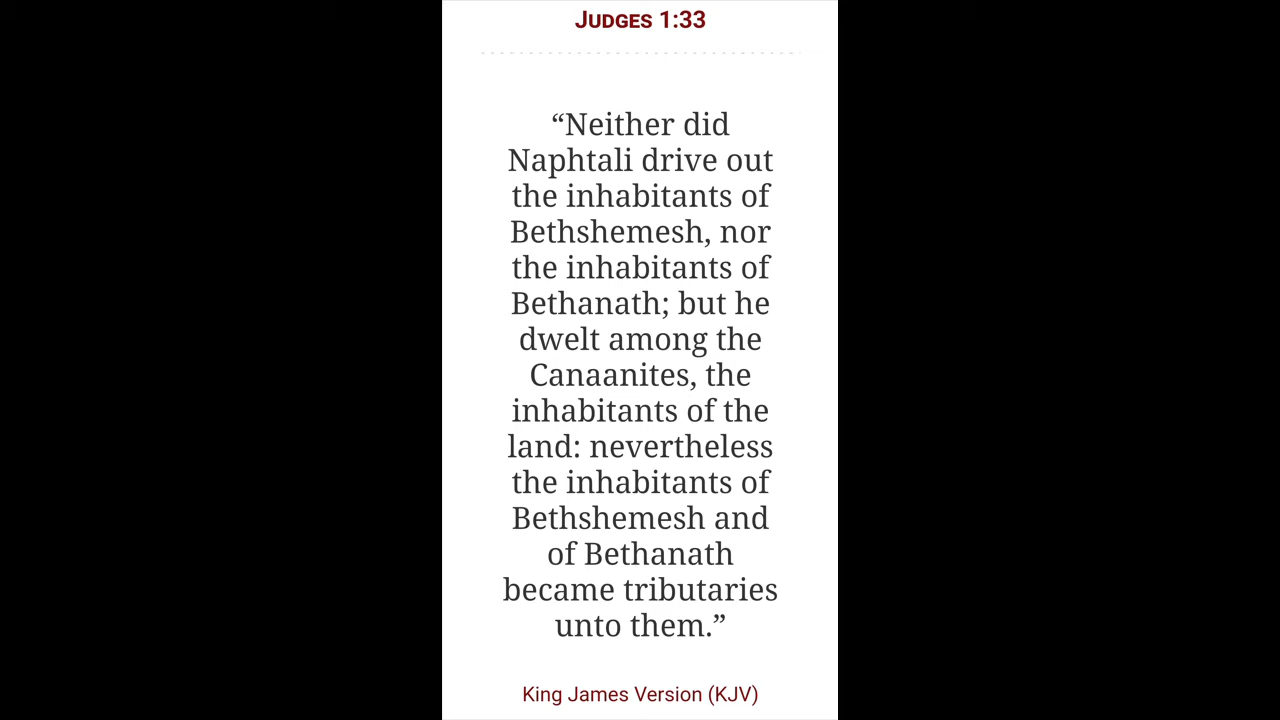 Judges 1:33
“Neither did
Naphtali drive out
the inhabitants of
Bethshemesh, nor
the inhabitants of
Bethanath; but he
dwelt among the
Canaanites, the
inhabitants of the
land: nevertheless
the inhabitants of
Bethshemesh and
of Bethanath
became tributaries
unto them.”
King James Version (KJV)